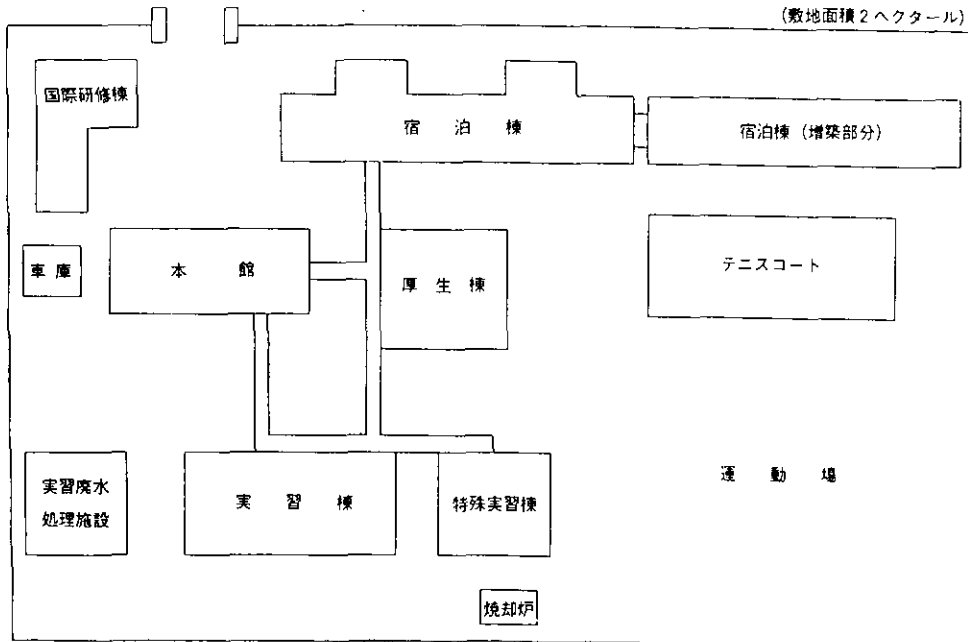 (敷地面積2ヘクタール)
国際研修棟
宿泊棟
宿泊棟(増築部分)
車庫
本館
厚生棟
テニスコート
実習廃水
処理施設
実習棟
特殊実習棟
運動場
焼却炉